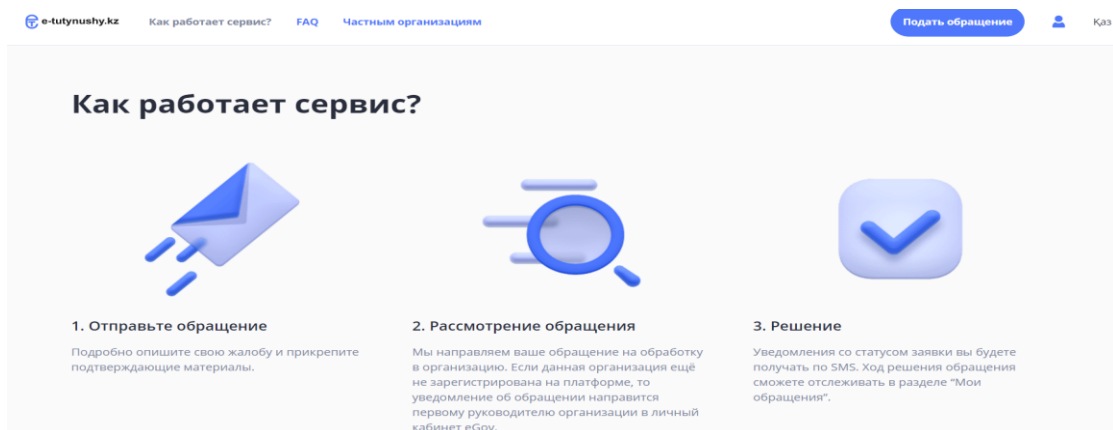 e-tutynushy.kz Как работает сервис? FAQ Частным организациям Подать обращение Қаз
Как работает сервис?
1. Отправьте обращение
Подробно опишите свою жалобу и прикрепите
подтверждающие материалы.
2. Рассмотрение обращения
Мы направляем ваше обращение на обработку
в организацию. Если данная организация ещё
не зарегистрирована на платформе, то
уведомление об обращении направится
первому руководителю организации в личный
кабинет eGov.
3. Решение
Уведомления со статусом заявки вы будете
получать по SMS. Ход решения обращения
сможете отслеживать в разделе “Мои
обращения”.